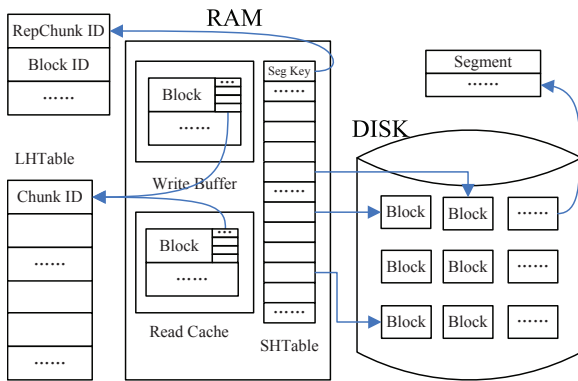 RAM
RepChunk ID
Block ID
......
LHTable
Chunk ID
......
......
...
Block
......
Write Buffer
...
Block
......
Read Cache
Seg Key
......
......
......
SHTable
Segment
......
DISK
Block Block ......
Block Block ......
Block Block ......